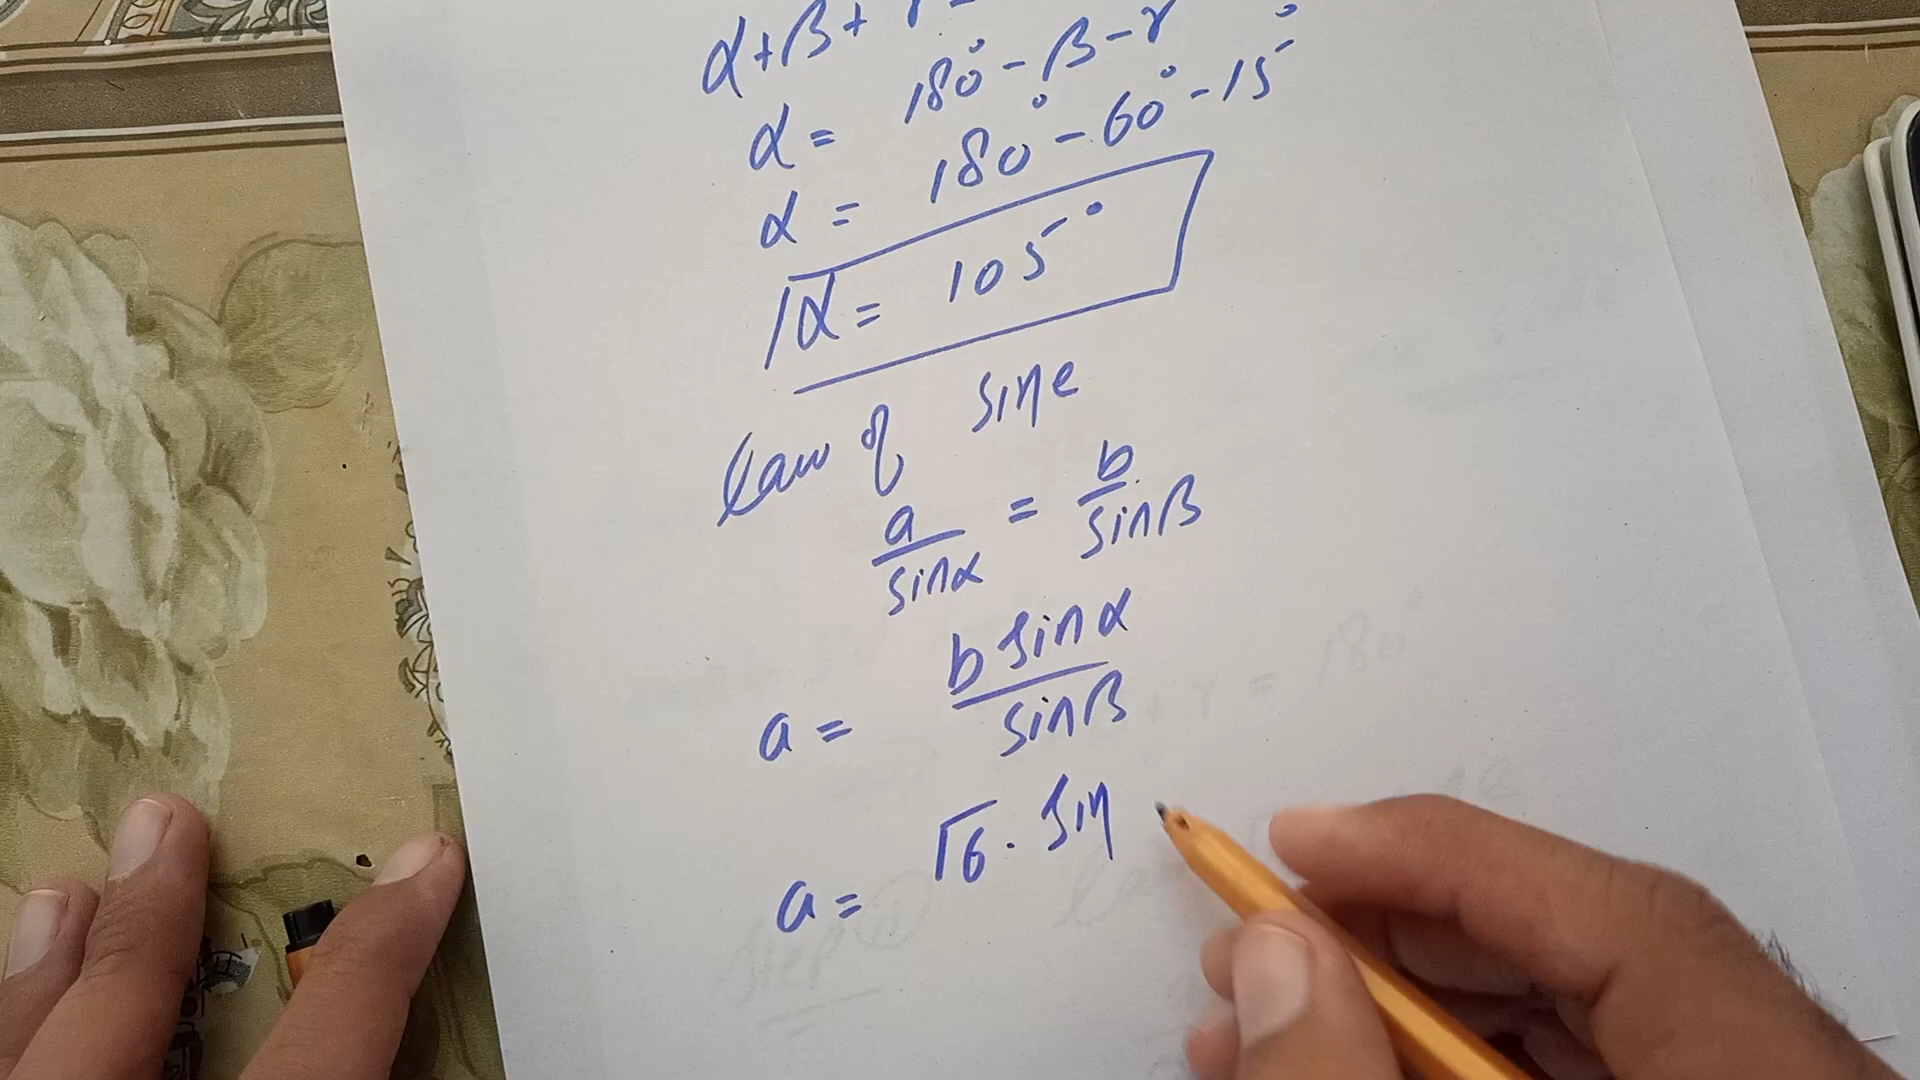 α+β+γ=
α = 180°-β-γ
α = 180°-60°-15°
α = 105°
Law of sine
a/sinα = b/sinβ
a = b sinα/sinβ
a = √6 . sin